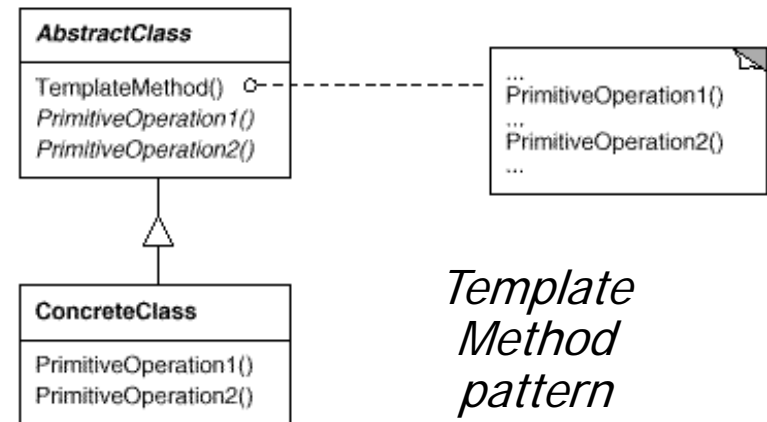 AbstractClass
TemplateMethod()
PrimitiveOperation1()
PrimitiveOperation2()
...
PrimitiveOperation1()
...
PrimitiveOperation2()
...
ConcreteClass
PrimitiveOperation1()
PrimitiveOperation2()
Template
Method
pattern